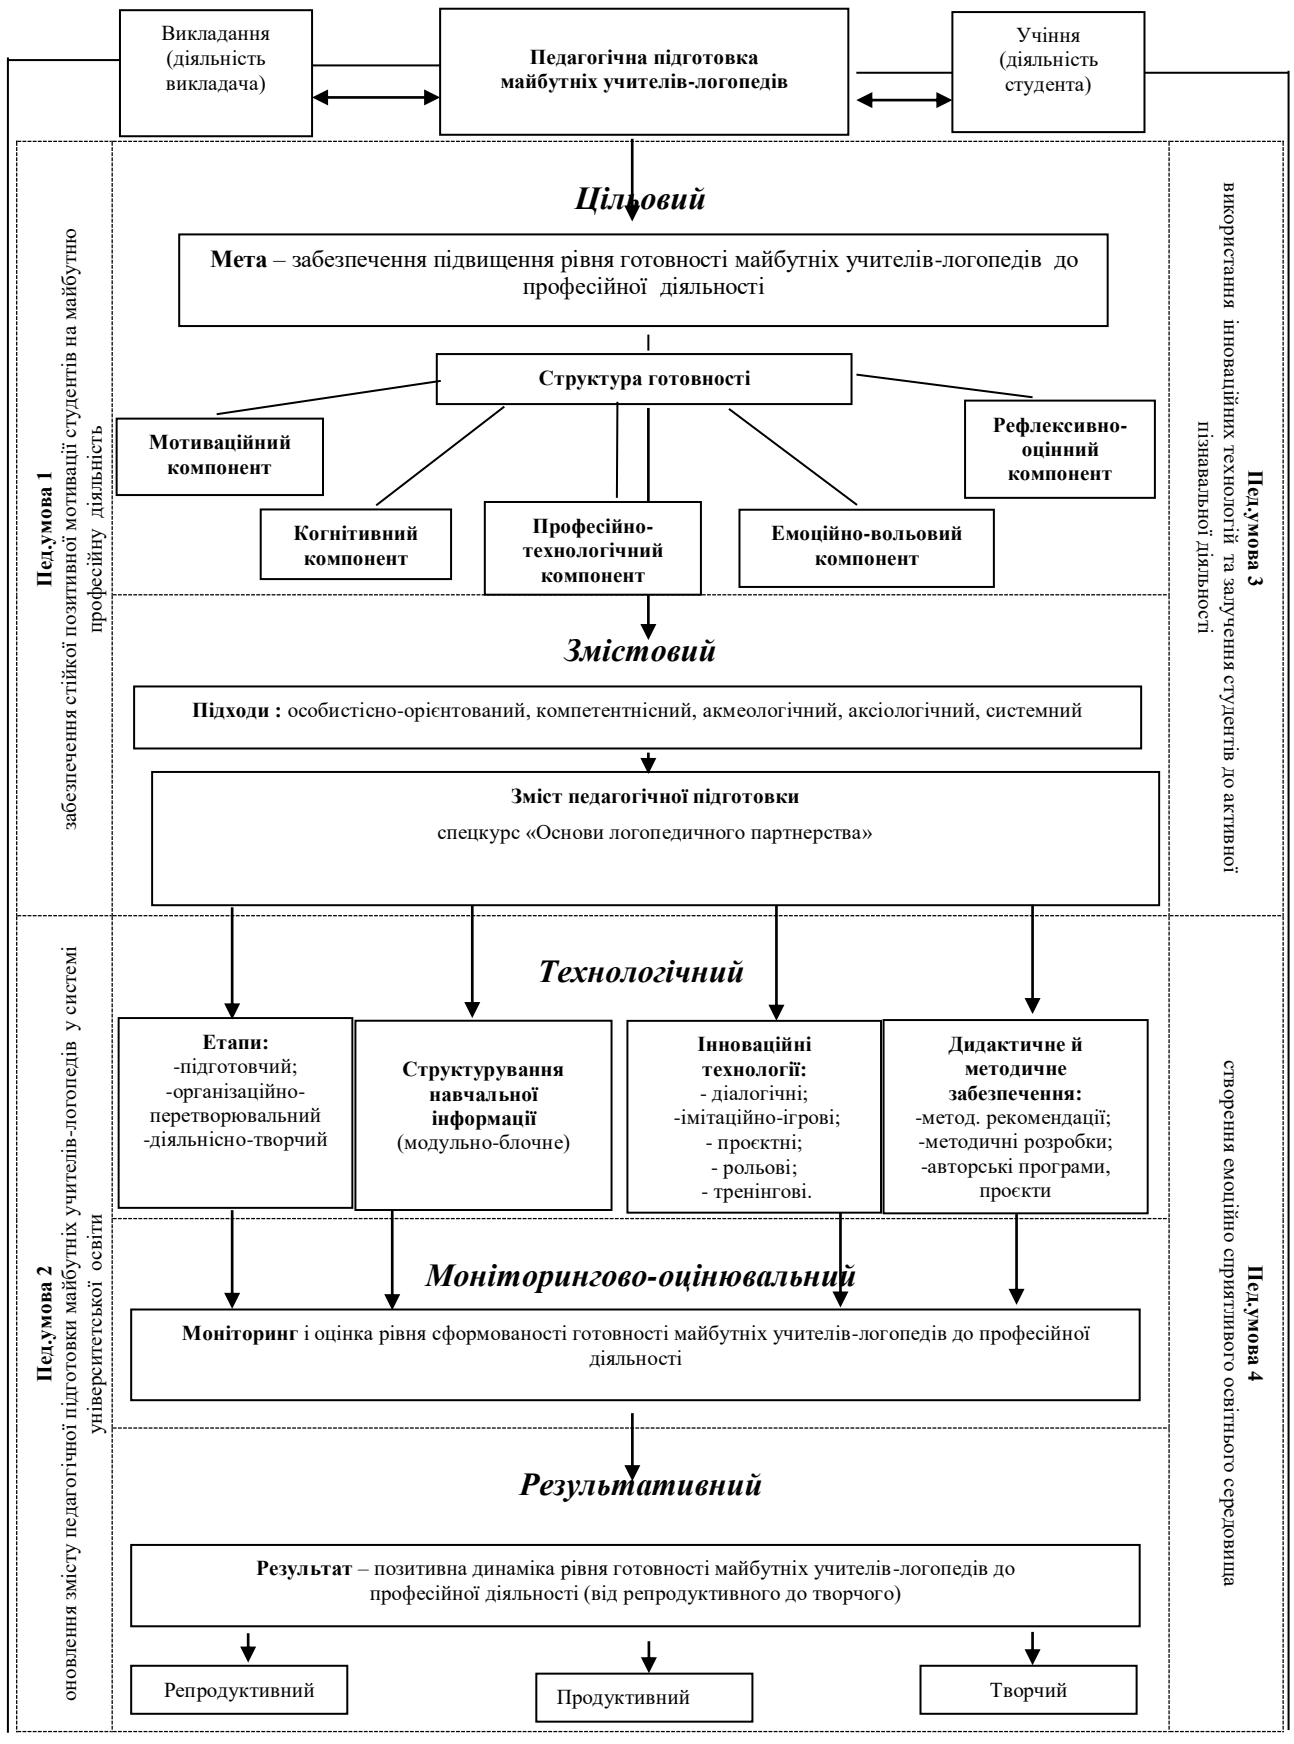 Викладання
(діяльність
викладача)
Педагогічна підготовка
майбутніх учителів-логопедів
Учіння
(діяльність
студента)
Цільовий
Мета – забезпечення підвищення рівня готовності майбутніх учителів-логопедів до
професійної діяльності
Структура готовності
Мотиваційний
компонент
Когнітивний
компонент
Професійно-
технологічний
компонент
Емоційно-вольовий
компонент
Рефлексивно-
оцінний
компонент
Пед.умова 1
забезпечення стійкої позитивної мотивації студентів на майбутню
професійну діяльність
Пед.умова 3
використання інноваційних технологій та залучення студентів до активної
пізнавальної діяльності
Змістовий
Підходи : особистісно-орієнтований, компетентнісний, акмеологічний, аксіологічний, системний
Зміст педагогічної підготовки
спецкурс «Основи логопедичного партнерства»
Технологічний
Етапи:
-підготовчий;
-організаційно-
перетворювальний
-діяльнісно-творчий
Структурування
навчальної
інформації
(модульно-блочне)
Інноваційні
технології:
- діалогічні;
-імітаційно-ігрові;
- проєктні;
- рольові;
- тренінгові.
Дидактичне й
методичне
забезпечення:
-метод. рекомендації;
-методичні розробки;
-авторські програми,
проєкти
Пед.умова 2
оновлення змісту педагогічної підготовки майбутніх учителів-логопедів у системі
університетської освіти
Пед.умова 4
створення емоційно сприятливого освітнього середовища
Моніторингово-оцінювальний
Моніторинг і оцінка рівня сформованості готовності майбутніх учителів-логопедів до професійної
діяльності
Результативний
Результат – позитивна динаміка рівня готовності майбутніх учителів-логопедів до
професійної діяльності (від репродуктивного до творчого)
Репродуктивний
Продуктивний
Творчий